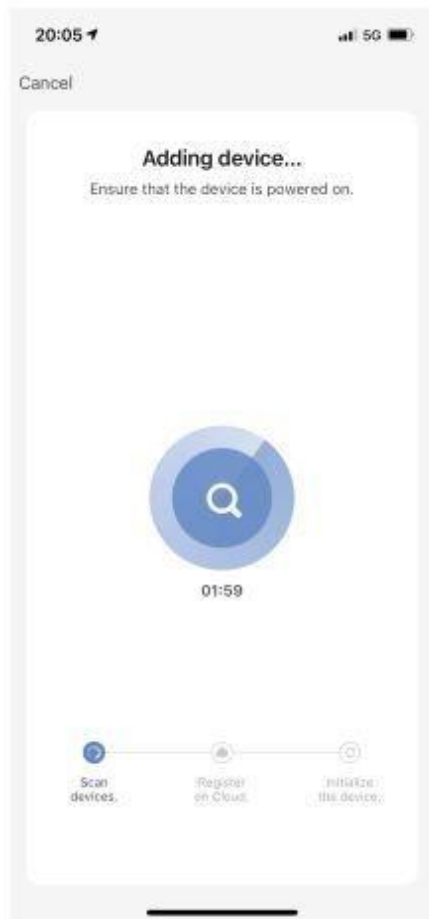 20:05
5G
Cancel
Adding device...
Ensure that the device is powered on.
01:59
Scan
devices.
Register
on Cloud.
Initialize
the device.